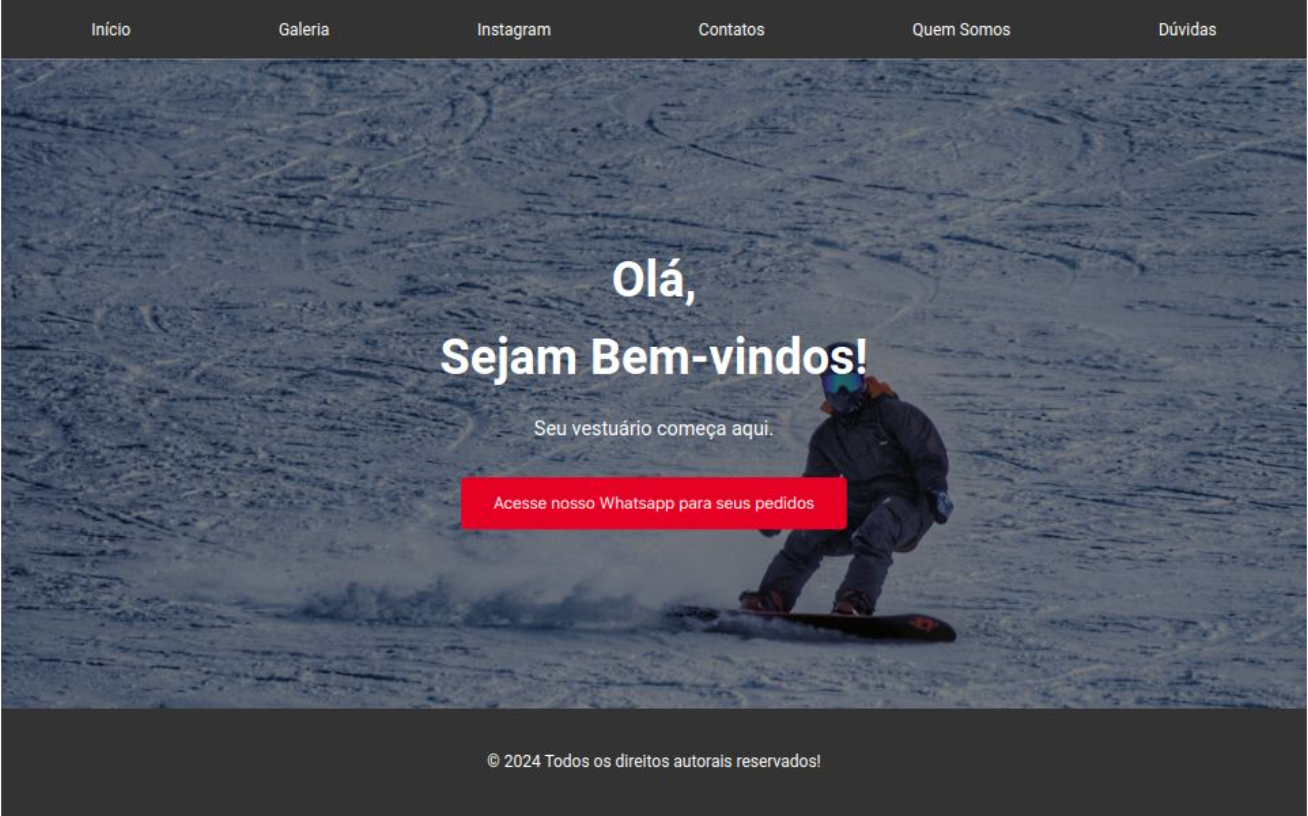 Início Galeria Instagram Contatos Quem Somos Dúvidas
Olá,
Sejam Bem-vindos!
Seu vestuário começa aqui.
Acesse nosso Whatsapp para seus pedidos
© 2024 Todos os direitos autorais reservados!